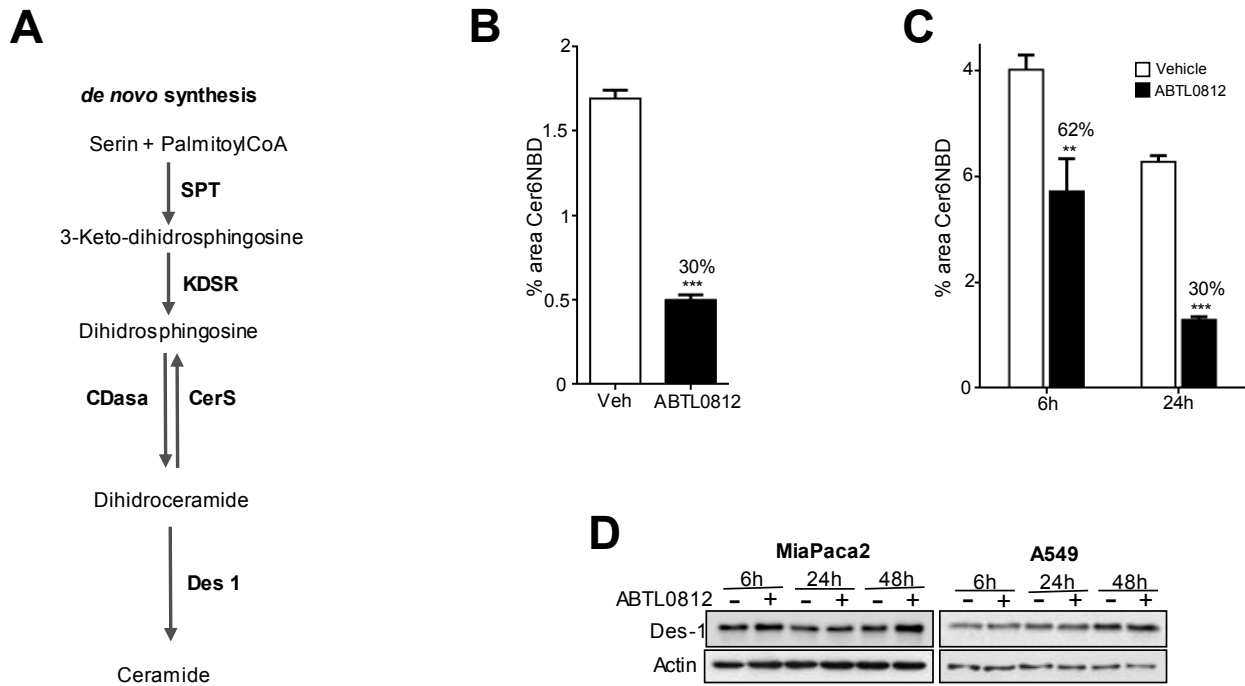 A
de novo synthesis
Serin + PalmitoylCoA
SPT
3-Keto-dihidrosphingosine
KDSR
Dihidrosphingosine
CDasa CerS
Dihidroceramide
Des 1
Ceramide
B
% area Cer6NBD
2
1.5
1
0.5
0
30%
***
Veh ABTL0812
C
% area Cer6NBD
4
6
2
0
Vehicle
ABTL0812
62%
**
30%
***
6h 24h
D
MiaPaca2 A549
6h 24h 48h 6h 24h 48h
ABTL0812 – + – + – + – + – + – +
Des-1
Actin